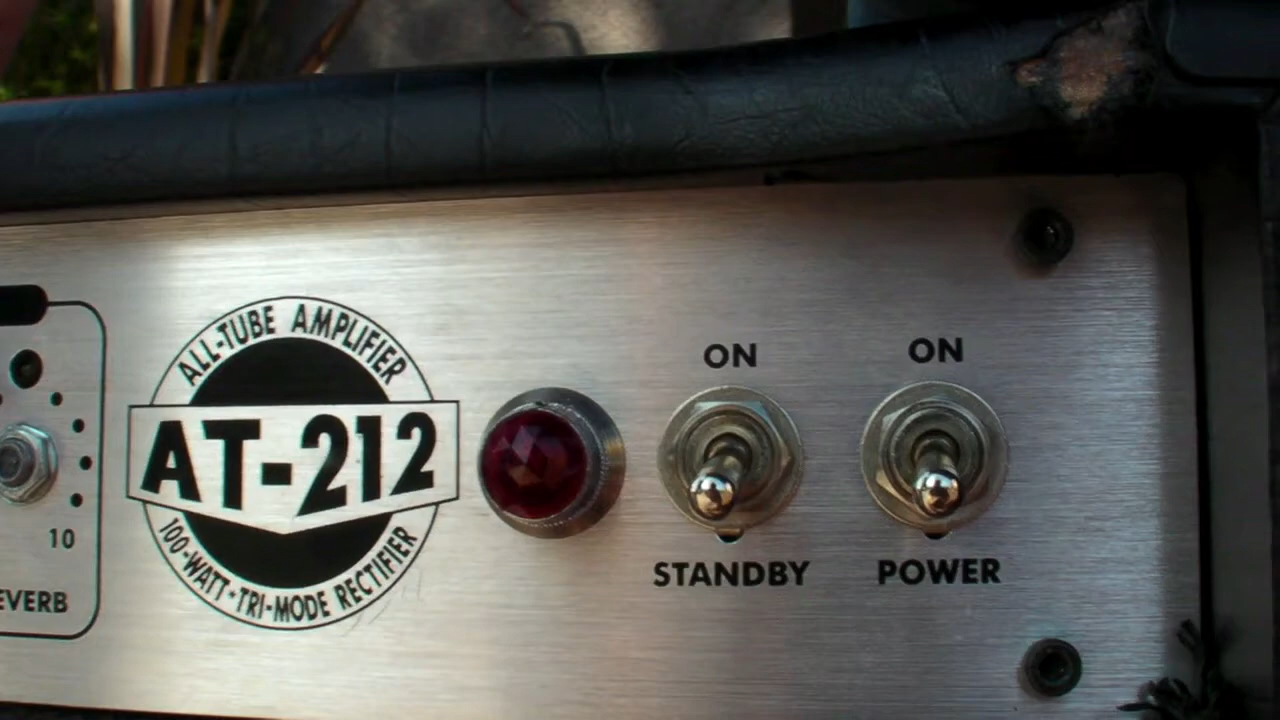 ALL-TUBE AMPLIFIER
AT-212
100-WATT·TRI-MODE RECTIFIER
ON
STANDBY
ON
POWER
10
EVERB